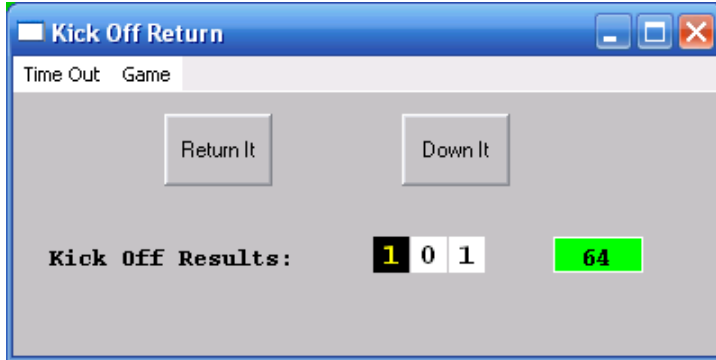 Kick Off Return
Time Out Game
Return It Down It
Kick Off Results: 1 0 1 64